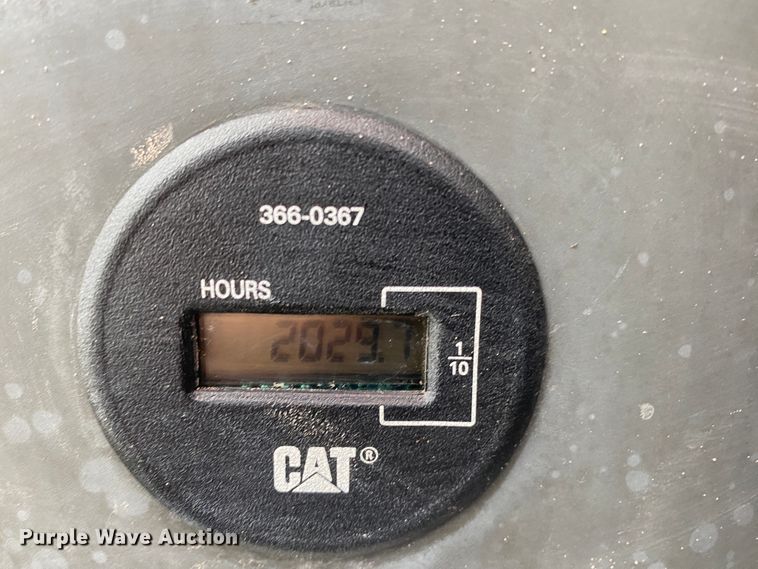 366-0367
HOURS
2029.7
1
10
CAT®
Purple Wave Auction